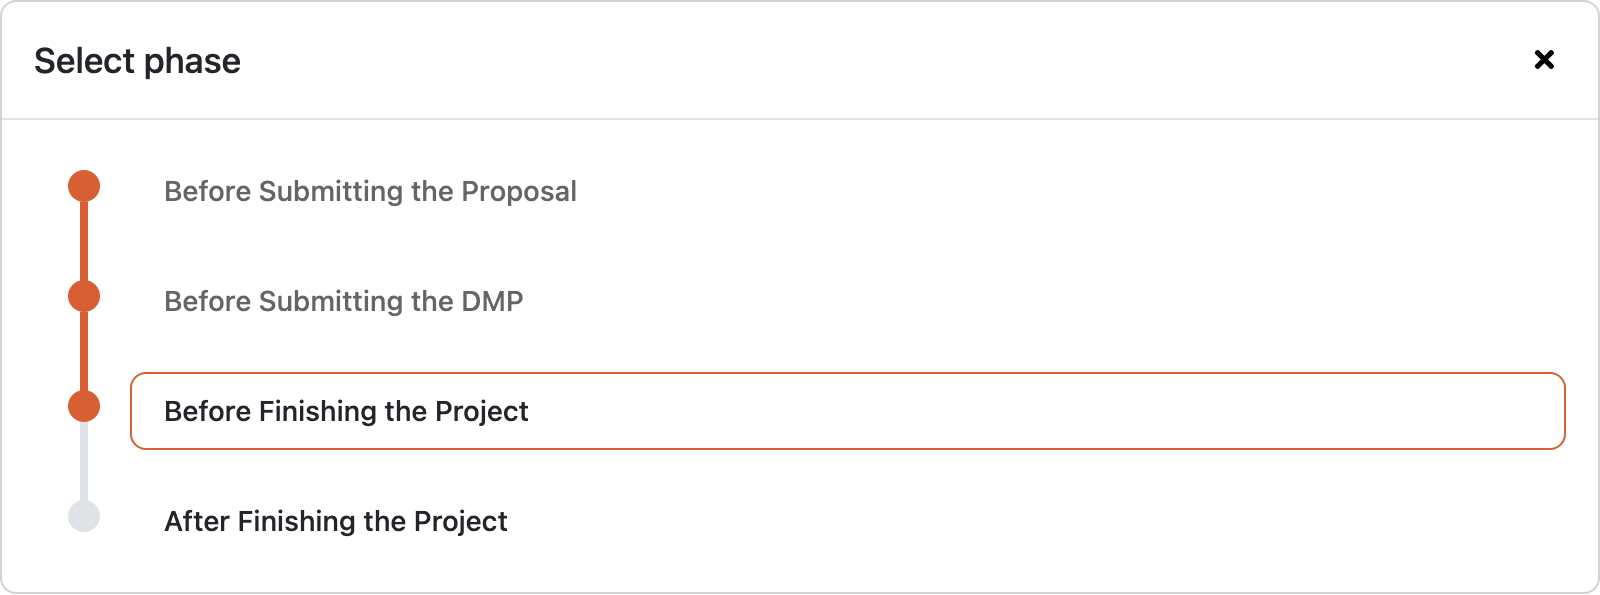 Select phase
Before Submitting the Proposal
Before Submitting the DMP
Before Finishing the Project
After Finishing the Project